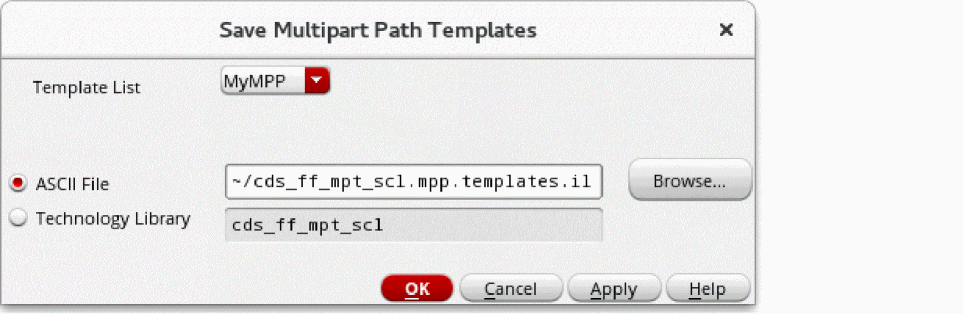 Save Multipart Path Templates
Template List MyMPP
ASCII File ~/cds_ff_mpt_scl.mpp.templates.il Browse...
Technology Library cds_ff_mpt_scl
OK Cancel Apply Help